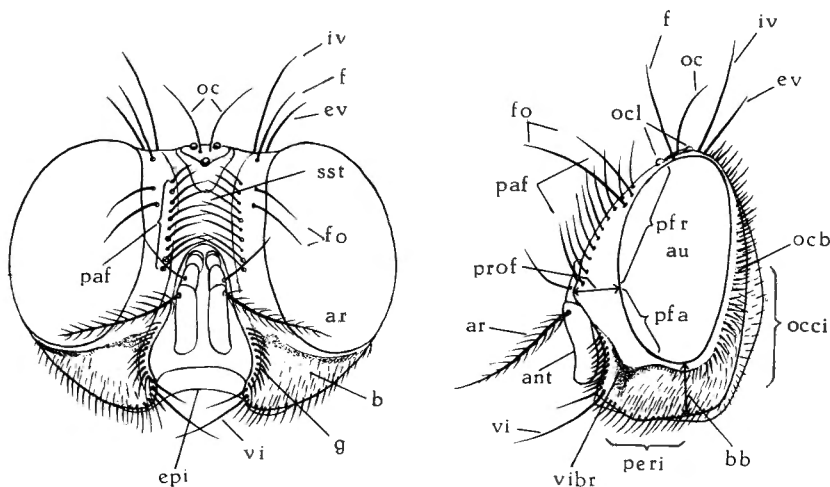 iv
f
oc
ev
sst
fo
paf
ar
b
vi
g
epi
f
iv
oc
ev
fo
ocl
paf
pfr
au
ocb
prof
pfa
occi
ar
ant
vi
vibr
peri
bb